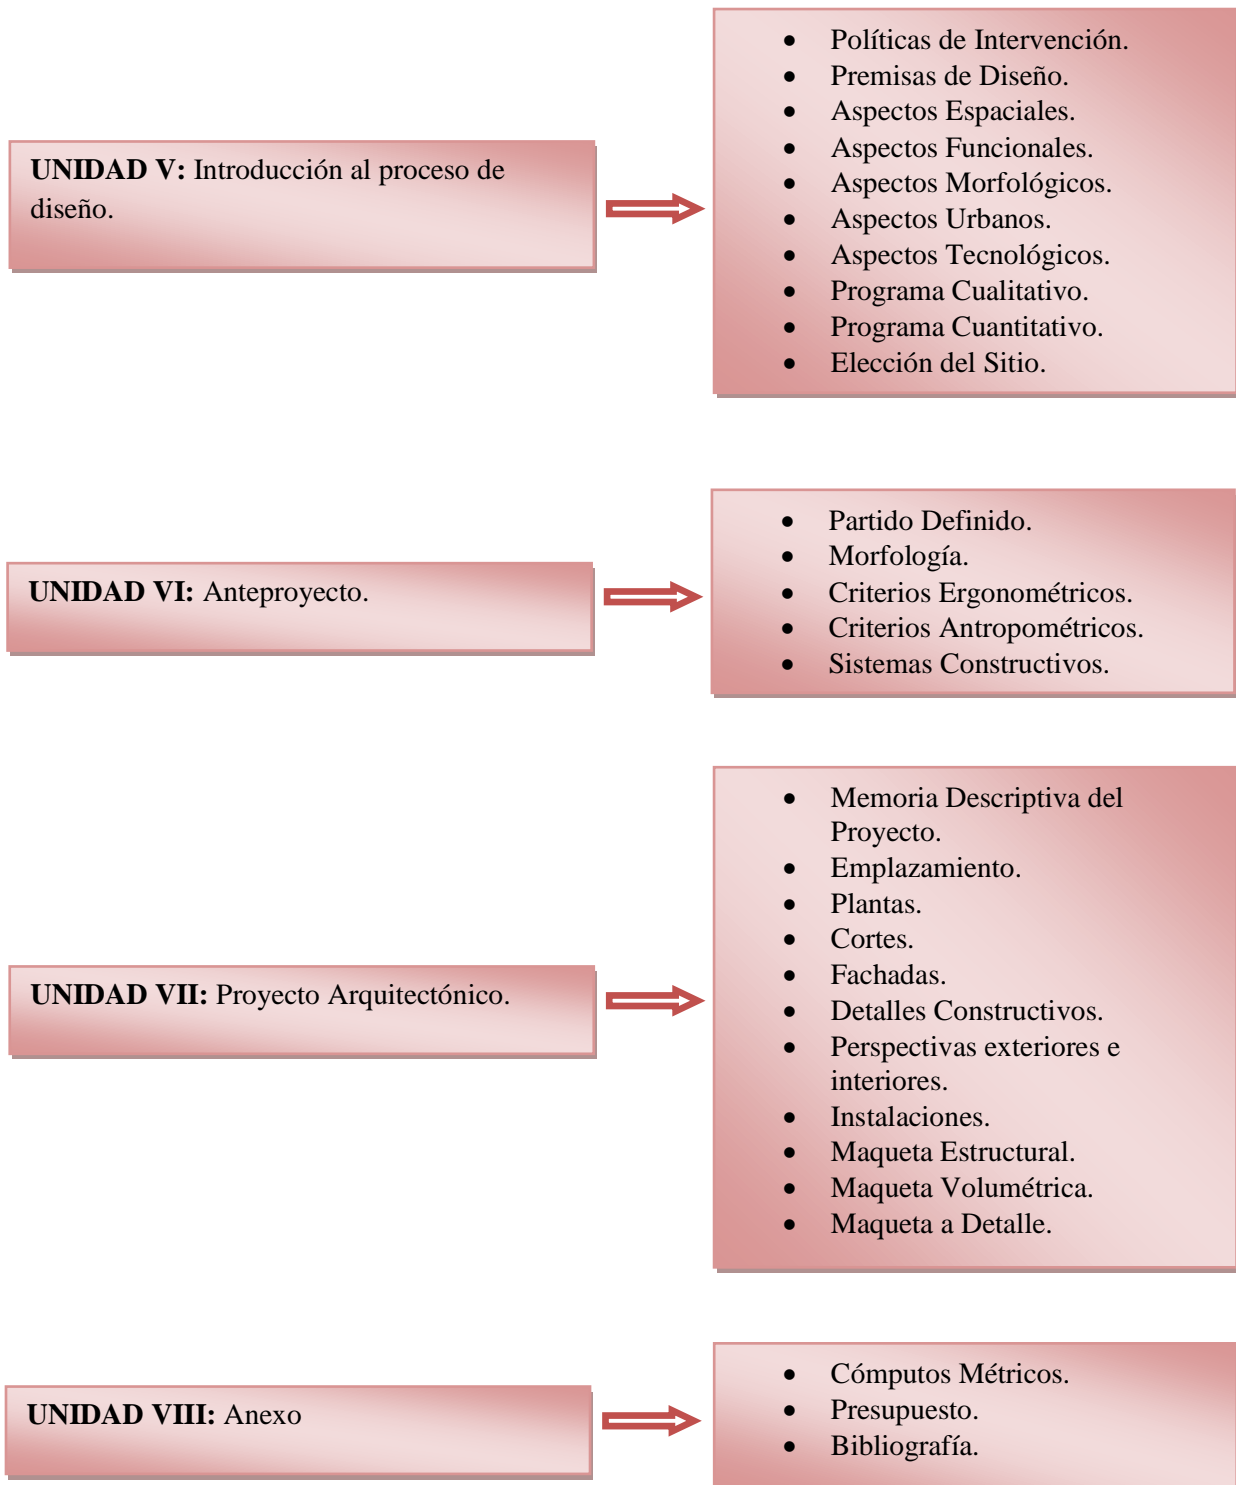 UNIDAD V: Introducción al proceso de
diseño.
• Políticas de Intervención.
• Premisas de Diseño.
• Aspectos Espaciales.
• Aspectos Funcionales.
• Aspectos Morfológicos.
• Aspectos Urbanos.
• Aspectos Tecnológicos.
• Programa Cualitativo.
• Programa Cuantitativo.
• Elección del Sitio.
UNIDAD VI: Anteproyecto.
• Partido Definido.
• Morfología.
• Criterios Ergonométricos.
• Criterios Antropométricos.
• Sistemas Constructivos.
UNIDAD VII: Proyecto Arquitectónico.
• Memoria Descriptiva del
Proyecto.
• Emplazamiento.
• Plantas.
• Cortes.
• Fachadas.
• Detalles Constructivos.
• Perspectivas exteriores e
interiores.
• Instalaciones.
• Maqueta Estructural.
• Maqueta Volumétrica.
• Maqueta a Detalle.
UNIDAD VIII: Anexo
• Cómputos Métricos.
• Presupuesto.
• Bibliografía.